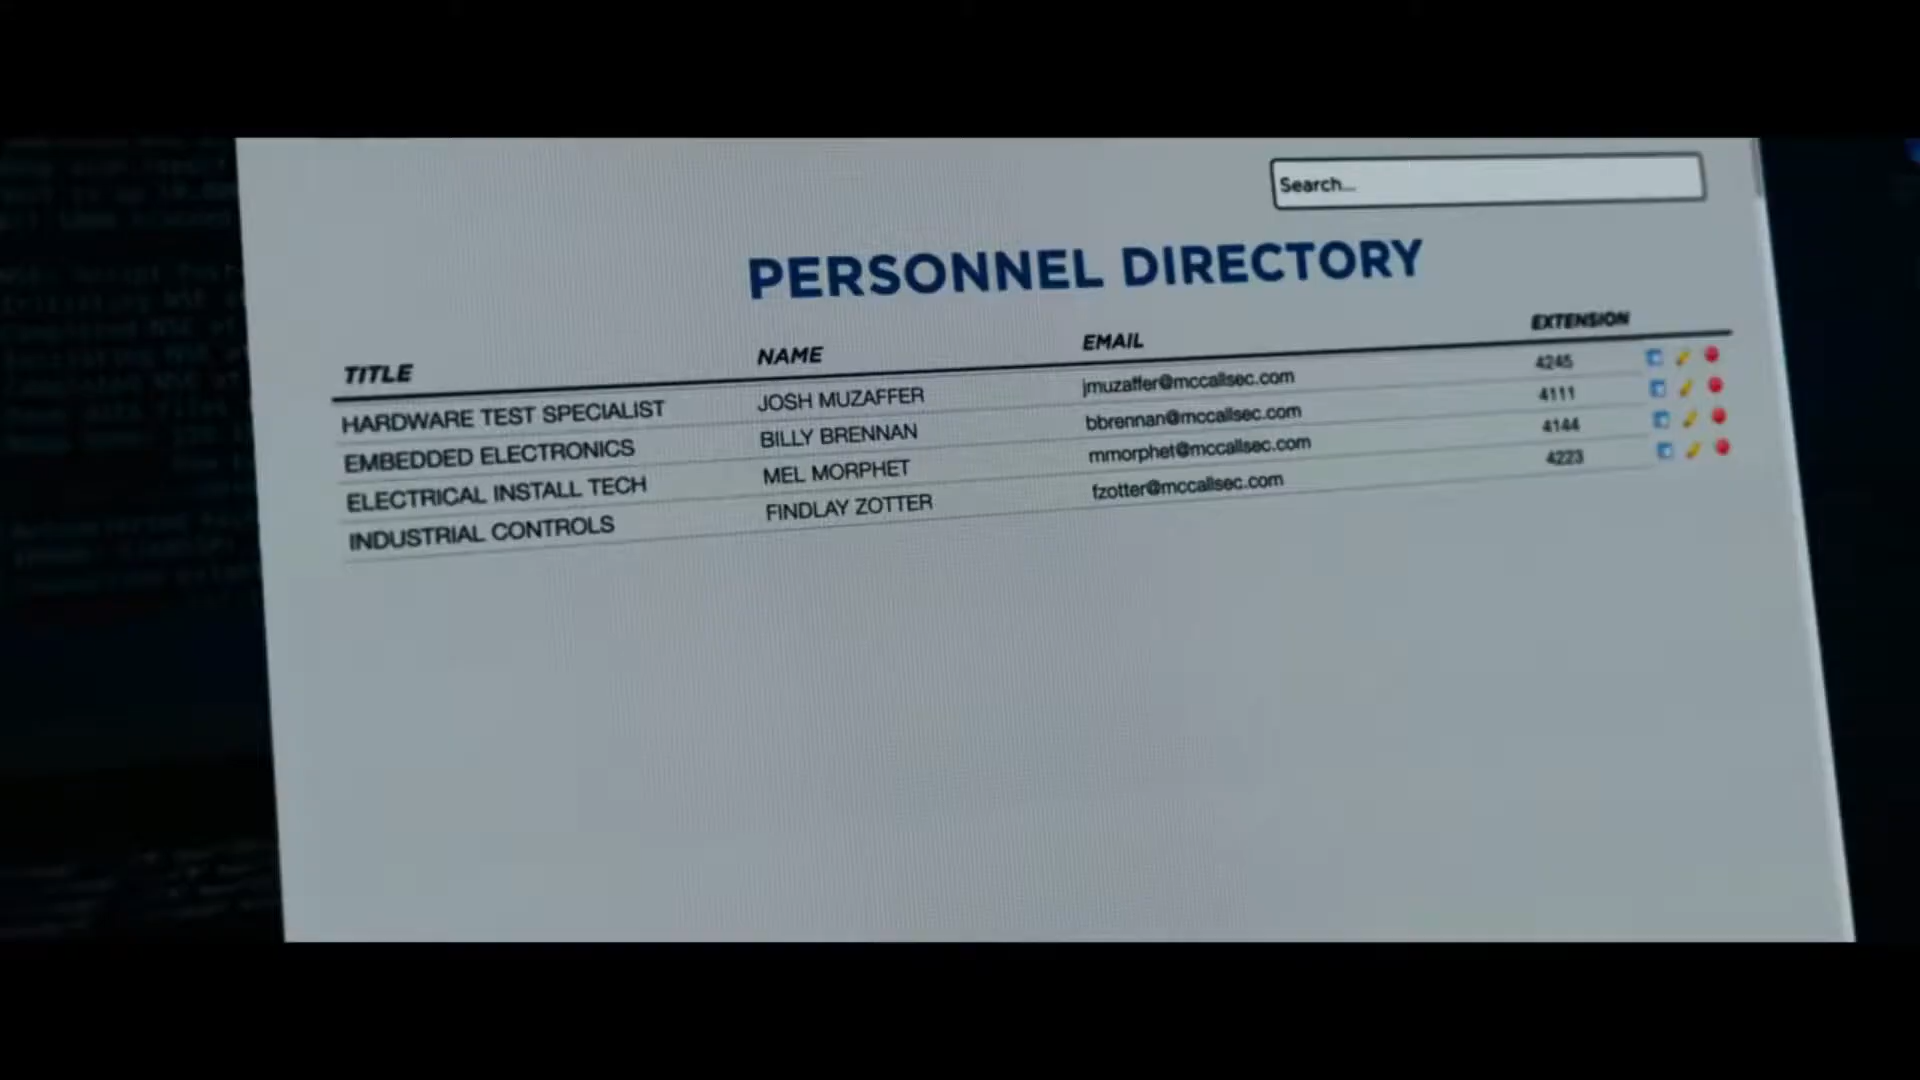 Search...
PERSONNEL DIRECTORY
TITLE NAME EMAIL EXTENSION
HARDWARE TEST SPECIALIST JOSH MUZAFFER jmuzaffer@mccallsec.com 4245
EMBEDDED ELECTRONICS BILLY BRENNAN bbrennan@mccallsec.com 4111
ELECTRICAL INSTALL TECH MEL MORPHET mmorphet@mccallsec.com 4144
INDUSTRIAL CONTROLS FINDLAY ZOTTER fzotter@mccallsec.com 4223